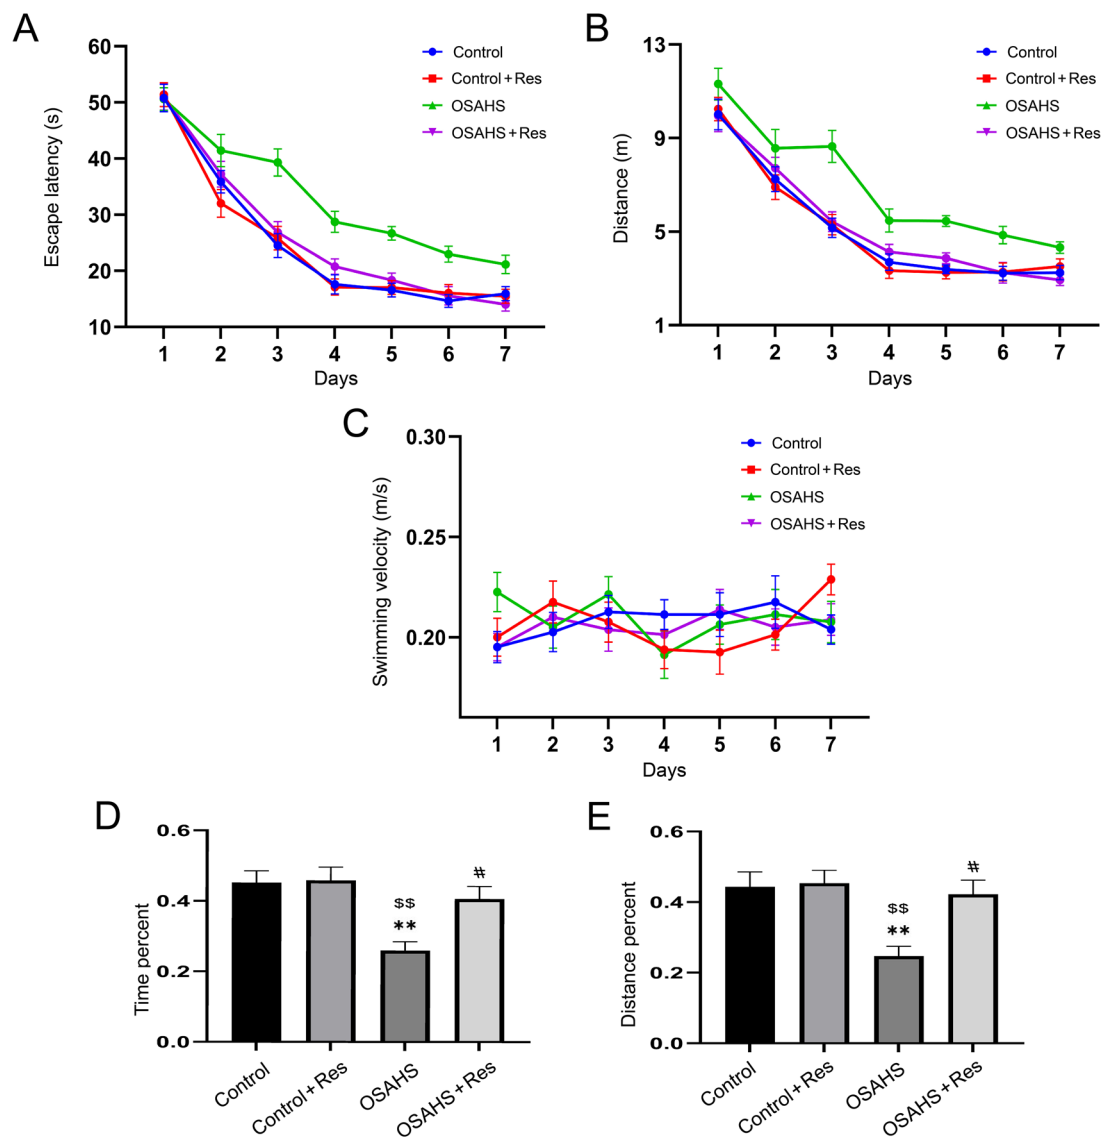 A
Escape latency (s)
60
50
40
30
20
10
1 2 3 4 5 6 7
Days
Control
Control + Res
OSAHS
OSAHS + Res
B
Distance (m)
13
9
5
1
1 2 3 4 5 6 7
Days
Control
Control + Res
OSAHS
OSAHS + Res
C
Swimming velocity (m/s)
0.30
0.25
0.20
1 2 3 4 5 6 7
Days
Control
Control + Res
OSAHS
OSAHS + Res
D
Time percent
0.6
0.4
0.2
0.0
$$
**
#
Control
Control + Res
OSAHS
OSAHS + Res
E
Distance percent
0.6
0.4
0.2
0.0
$$
**
#
Control
Control + Res
OSAHS
OSAHS + Res